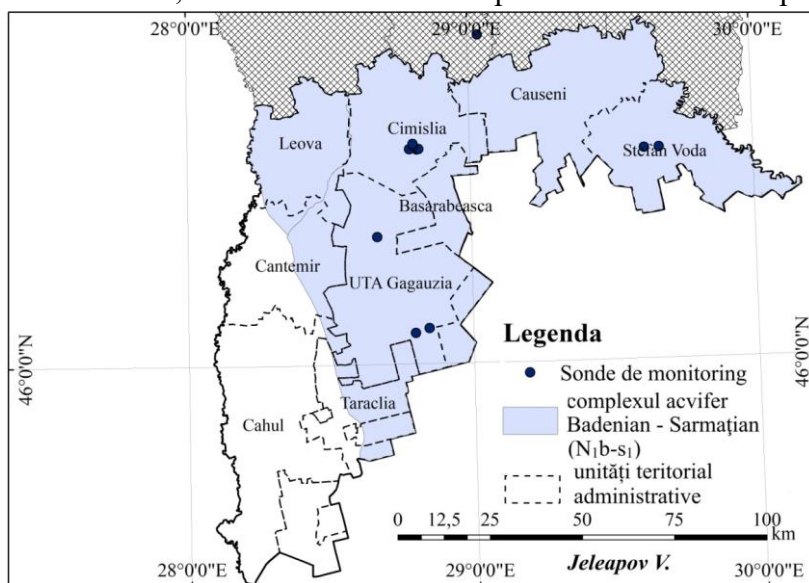 28°0'0"E
29°0'0"E
30°0'0"E
Causeni
Leova
Cimislia
Stefan Voda
Basarabeasca
Cantemir
UTA Gagauzia
46°0'0"N
46°0'0"N
Legenda
Sonde de monitoring
complexul acvifer
Badenian - Sarmațian
(N₁b-s₁)
unități teritorial
administrative
Taraclia
Cahul
0 12,5 25 50 75 100
km
Jeleapov V.
28°0'0"E
29°0'0"E
30°0'0"E